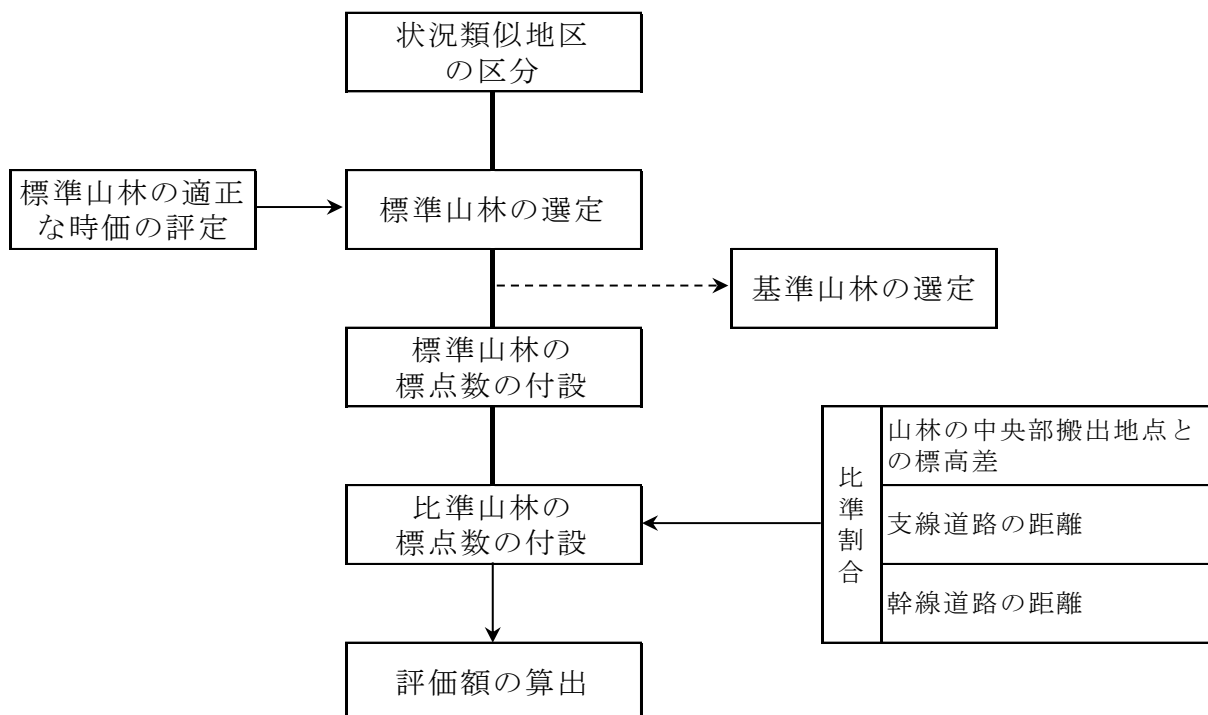 状況類似地区
の区分
標準山林の適正
な時価の評定
標準山林の選定
基準山林の選定
標準山林の
標点数の付設
比準山林の
標点数の付設
比準割合
山林の中央部搬出地点と
の標高差
支線道路の距離
幹線道路の距離
評価額の算出